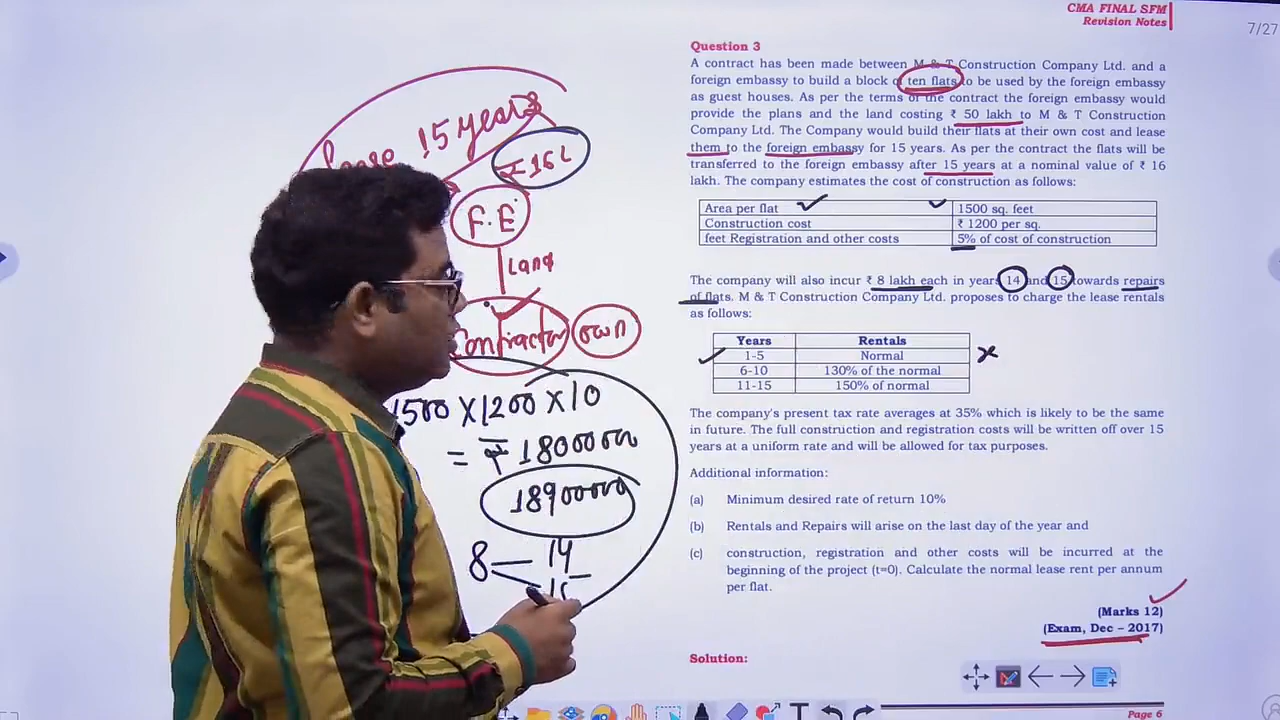 CMA FINAL SFM
Revision Notes
7/27
Question 3
A contract has been made between M & T Construction Company Ltd. and a
foreign embassy to build a block of ten flats to be used by the foreign embassy
as guest houses. As per the terms of the contract the foreign embassy would
provide the plans and the land costing ₹ 50 lakh to M & T Construction
Company Ltd. The Company would build their flats at their own cost and lease
them to the foreign embassy for 15 years. As per the contract the flats will be
transferred to the foreign embassy after 15 years at a nominal value of ₹ 16
lakh. The company estimates the cost of construction as follows:
Area per flat 1500 sq. feet
Construction cost ₹ 1200 per sq.
feet Registration and other costs 5% of cost of construction
The company will also incur ₹ 8 lakh each in years 14 and 15 towards repairs
of flats. M & T Construction Company Ltd. proposes to charge the lease rentals
as follows:
Years Rentals
1-5 Normal
6-10 130% of the normal
11-15 150% of normal
The company's present tax rate averages at 35% which is likely to be the same
in future. The full construction and registration costs will be written off over 15
years at a uniform rate and will be allowed for tax purposes.
Additional information:
(a) Minimum desired rate of return 10%
(b) Rentals and Repairs will arise on the last day of the year and
(c) construction, registration and other costs will be incurred at the
beginning of the project (t=0). Calculate the normal lease rent per annum
per flat.
(Marks 12)
(Exam, Dec – 2017)
Solution:
Page 6
15 years
₹16L
F.E
Land
Contractor own
1500 X 1200 X 10
= ₹ 18000000
18900000
8 14
15